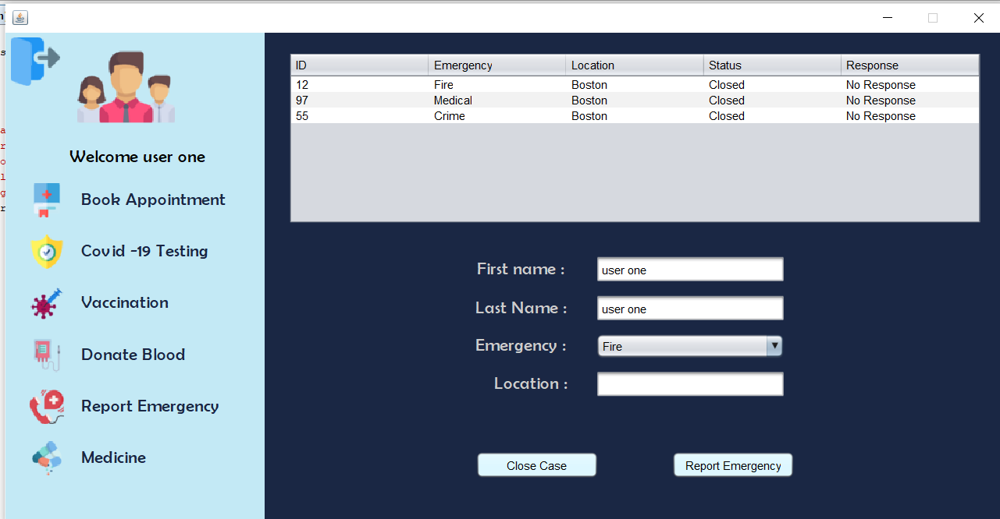 ID Emergency Location Status Response
12 Fire Boston Closed No Response
97 Medical Boston Closed No Response
55 Crime Boston Closed No Response
Welcome user one
Book Appointment
Covid -19 Testing
Vaccination
Donate Blood
Report Emergency
Medicine
First name : user one
Last Name : user one
Emergency : Fire
Location :
Close Case Report Emergency